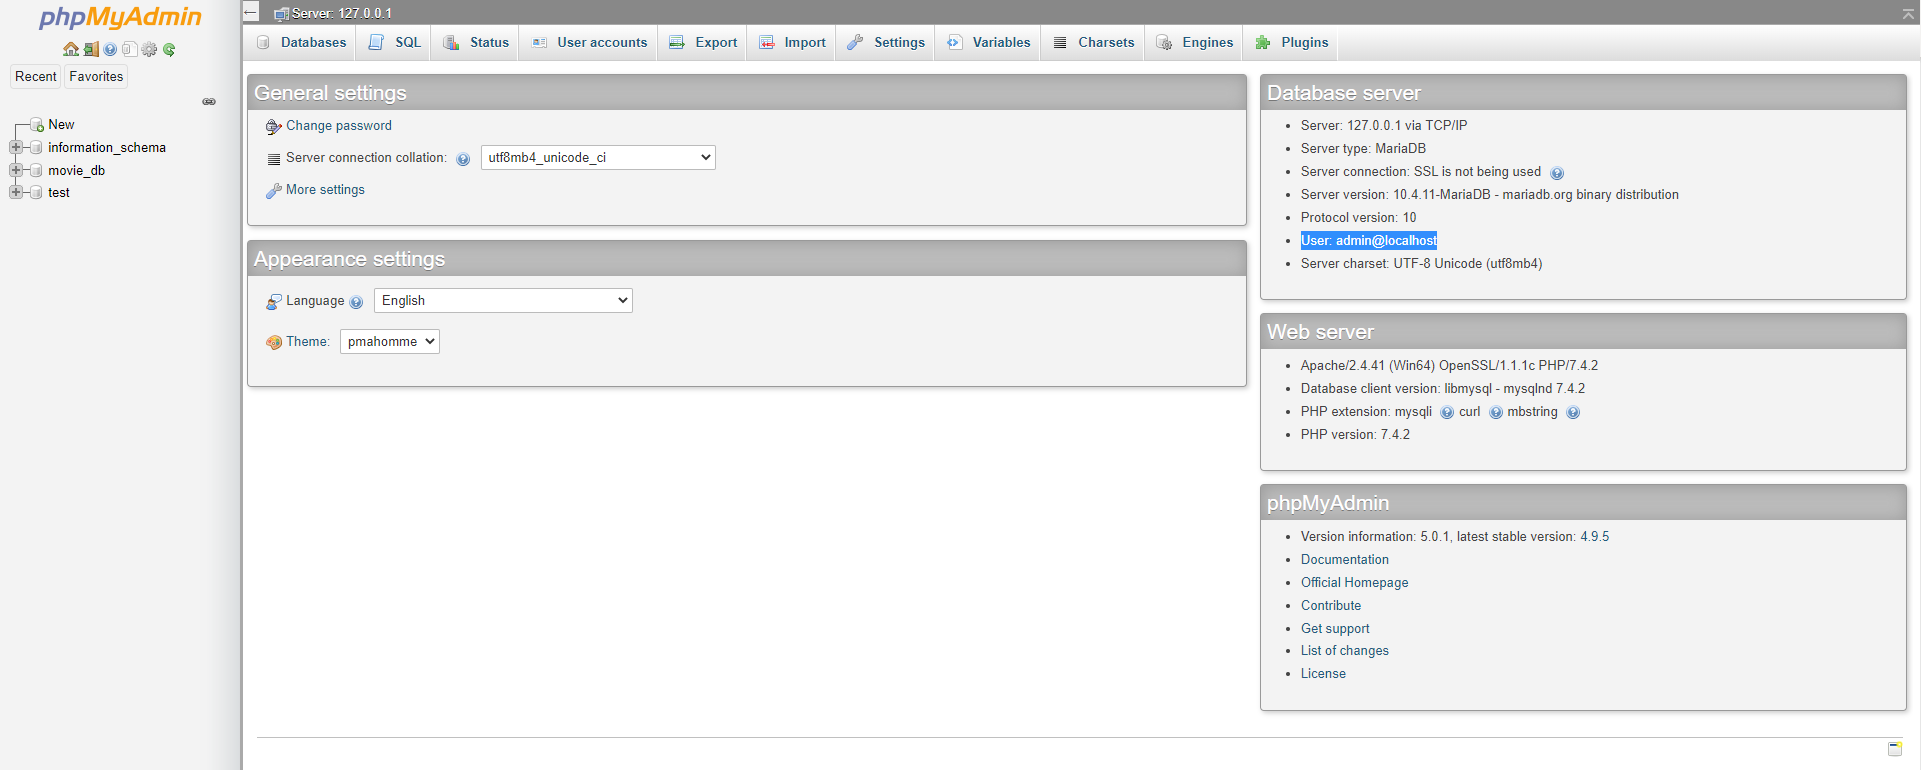 phpMyAdmin
Recent Favorites
New
information_schema
movie_db
test
Server: 127.0.0.1
Databases SQL Status User accounts Export Import Settings Variables Charsets Engines Plugins
General settings
Change password
Server connection collation: utf8mb4_unicode_ci
More settings
Appearance settings
Language English
Theme: pmahomme
Database server
Server: 127.0.0.1 via TCP/IP
Server type: MariaDB
Server connection: SSL is not being used
Server version: 10.4.11-MariaDB - mariadb.org binary distribution
Protocol version: 10
User: admin@localhost
Server charset: UTF-8 Unicode (utf8mb4)
Web server
Apache/2.4.41 (Win64) OpenSSL/1.1.1c PHP/7.4.2
Database client version: libmysql - mysqlnd 7.4.2
PHP extension: mysqli curl mbstring
PHP version: 7.4.2
phpMyAdmin
Version information: 5.0.1, latest stable version: 4.9.5
Documentation
Official Homepage
Contribute
Get support
List of changes
License